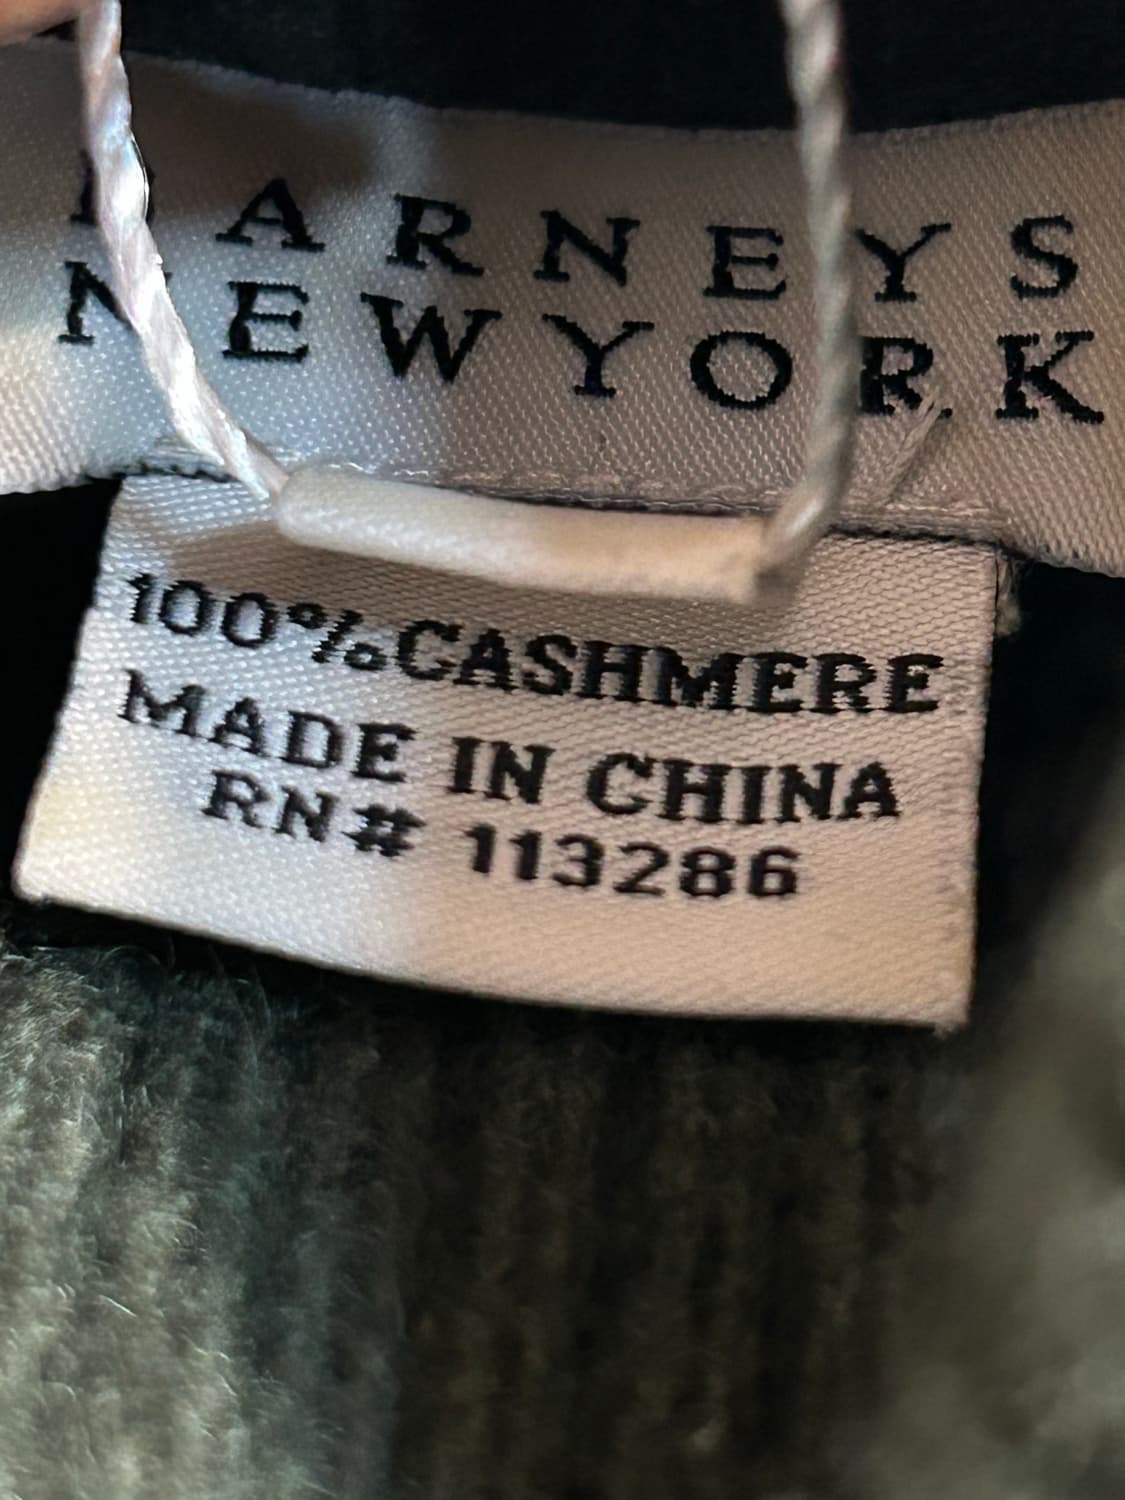 BARNEYS
NEW YORK
100% CASHMERE
MADE IN CHINA
RN# 113286